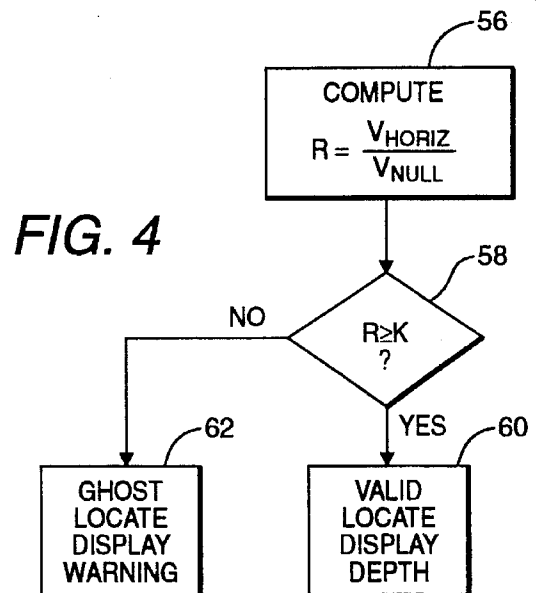 56
COMPUTE
R = V_HORIZ / V_NULL
FIG. 4
58
NO
R≥K
?
YES
62
60
GHOST
LOCATE
DISPLAY
WARNING
VALID
LOCATE
DISPLAY
DEPTH